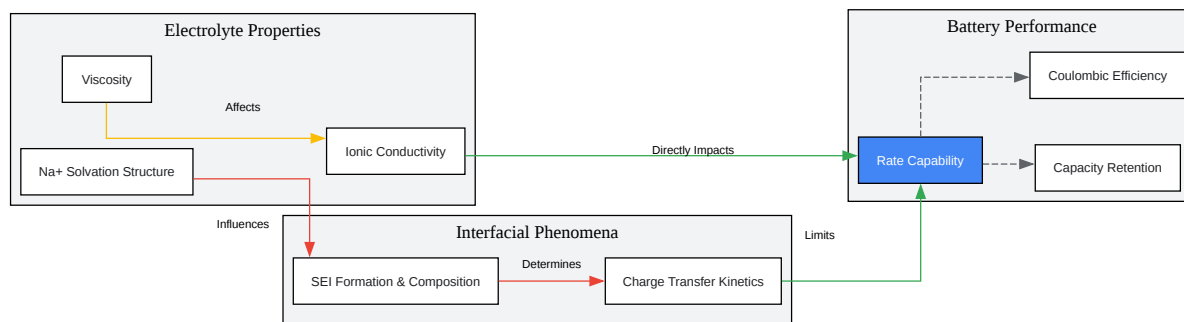 Electrolyte Properties
Viscosity
Affects
Ionic Conductivity
Na+ Solvation Structure
Influences
Interfacial Phenomena
SEI Formation & Composition
Determines
Charge Transfer Kinetics
Directly Impacts
Limits
Battery Performance
Coulombic Efficiency
Rate Capability
Capacity Retention